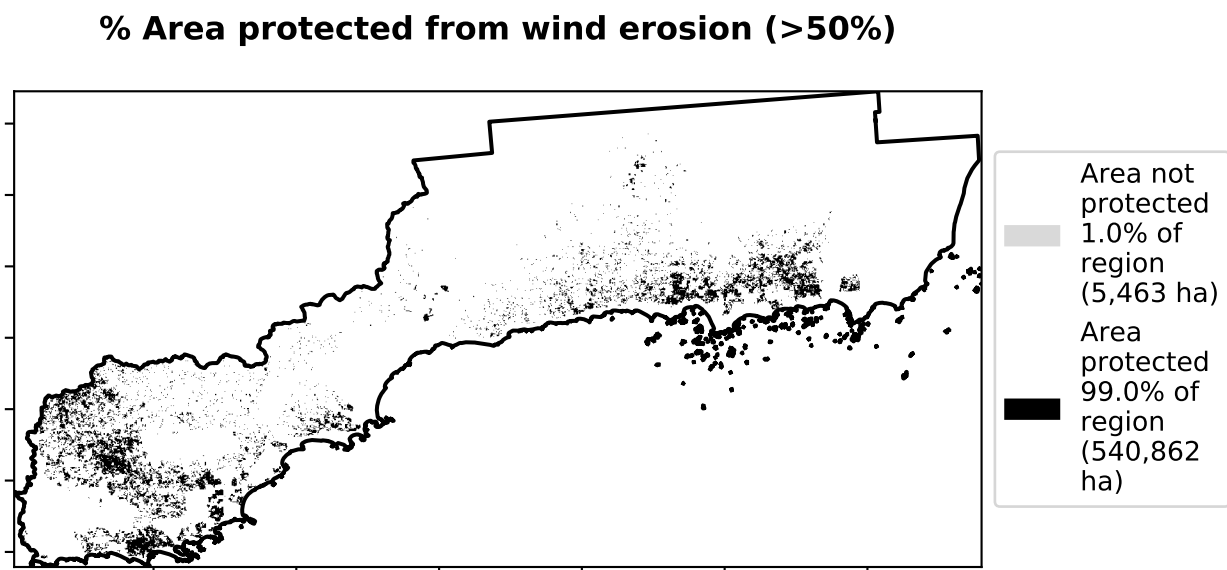 % Area protected from wind erosion (>50%)
Area not
protected
1.0% of
region
(5,463 ha)
Area
protected
99.0% of
region
(540,862
ha)